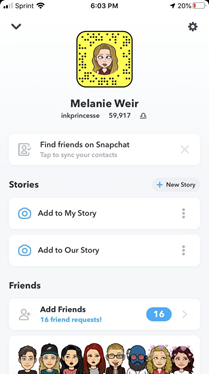 Sprint 6:03 PM 20%
Melanie Weir
inkprincesse 59,917
Find friends on Snapchat
Tap to sync your contacts
Stories + New Story
Add to My Story
Add to Our Story
Friends
Add Friends 16
16 friend requests!